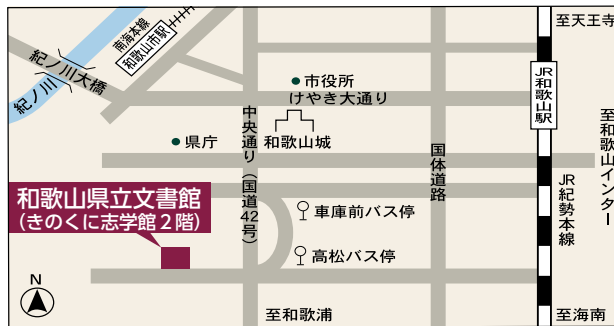 至天王寺
南海本線
和歌山市駅
紀ノ川大橋
紀ノ川
市役所
けやき大通り
JR和歌山駅
中央通り（国道42号）
県庁
和歌山城
国体道路
至和歌山インター
JR紀勢本線
和歌山県立文書館
（きのくに志学館２階）
車庫前バス停
高松バス停
N
至和歌浦
至海南